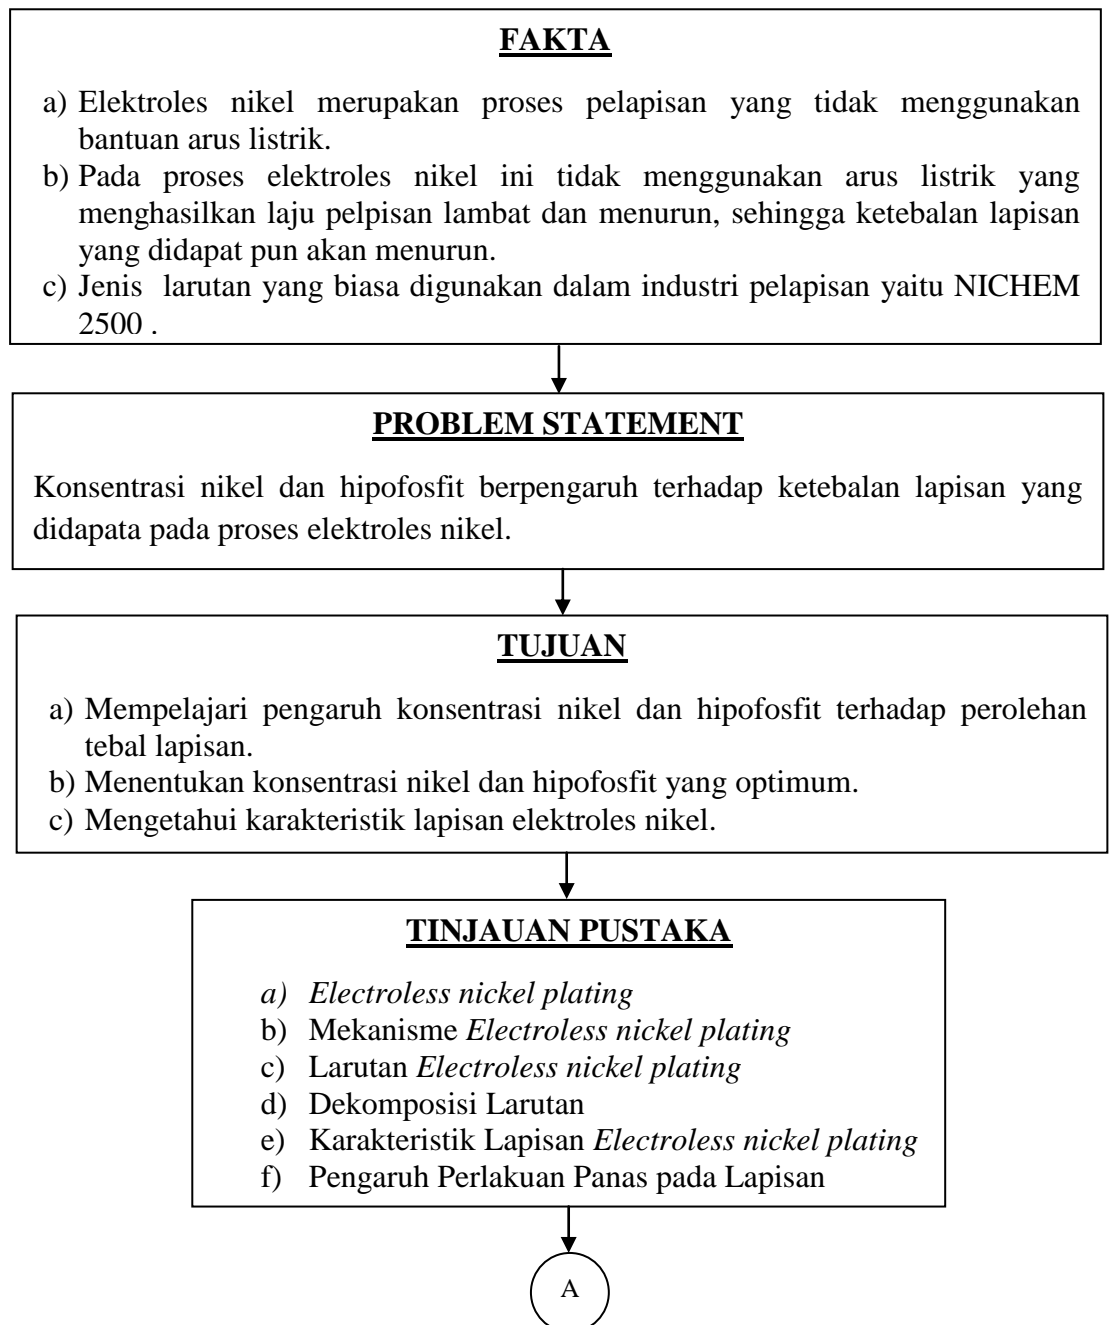 FAKTA
a) Elektroles nikel merupakan proses pelapisan yang tidak menggunakan
bantuan arus listrik.
b) Pada proses elektroles nikel ini tidak menggunakan arus listrik yang
menghasilkan laju pelpisan lambat dan menurun, sehingga ketebalan lapisan
yang didapat pun akan menurun.
c) Jenis larutan yang biasa digunakan dalam industri pelapisan yaitu NICHEM
2500 .
PROBLEM STATEMENT
Konsentrasi nikel dan hipofosfit berpengaruh terhadap ketebalan lapisan yang
didapata pada proses elektroles nikel.
TUJUAN
a) Mempelajari pengaruh konsentrasi nikel dan hipofosfit terhadap perolehan
tebal lapisan.
b) Menentukan konsentrasi nikel dan hipofosfit yang optimum.
c) Mengetahui karakteristik lapisan elektroles nikel.
TINJAUAN PUSTAKA
a) Electroless nickel plating
b) Mekanisme Electroless nickel plating
c) Larutan Electroless nickel plating
d) Dekomposisi Larutan
e) Karakteristik Lapisan Electroless nickel plating
f) Pengaruh Perlakuan Panas pada Lapisan
A